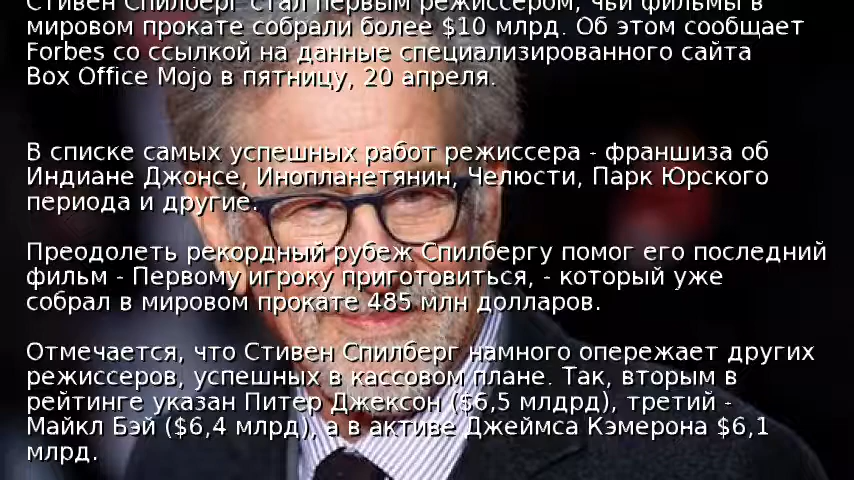 Стивен Спилберг стал первым режиссером, чьи фильмы в
мировом прокате собрали более $10 млрд. Об этом сообщает
Forbes со ссылкой на данные специализированного сайта
Box Office Mojo в пятницу, 20 апреля.
В списке самых успешных работ режиссера - франшиза об
Индиане Джонсе, Инопланетянин, Челюсти, Парк Юрского
периода и другие.
Преодолеть рекордный рубеж Спилбергу помог его последний
фильм - Первому игроку приготовиться, - который уже
собрал в мировом прокате 485 млн долларов.
Отмечается, что Стивен Спилберг намного опережает других
режиссеров, успешных в кассовом плане. Так, вторым в
рейтинге указан Питер Джексон ($6,5 млдрд), третий -
Майкл Бэй ($6,4 млрд), а в активе Джеймса Кэмерона $6,1
млрд.